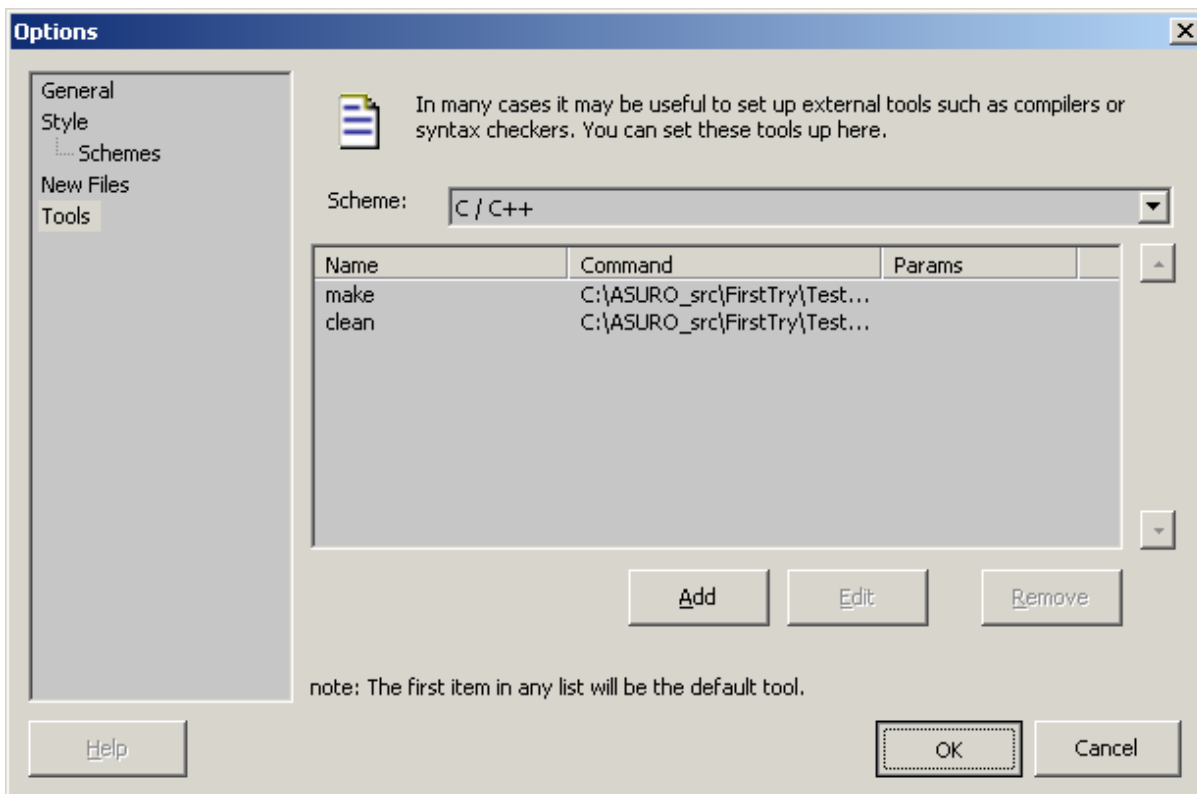 Options
General
Style
Schemes
New Files
Tools
In many cases it may be useful to set up external tools such as compilers or
syntax checkers. You can set these tools up here.
Scheme: C / C++
Name Command Params
make C:\ASURO_src\FirstTry\Test...
clean C:\ASURO_src\FirstTry\Test...
Add Edit Remove
note: The first item in any list will be the default tool.
Help OK Cancel